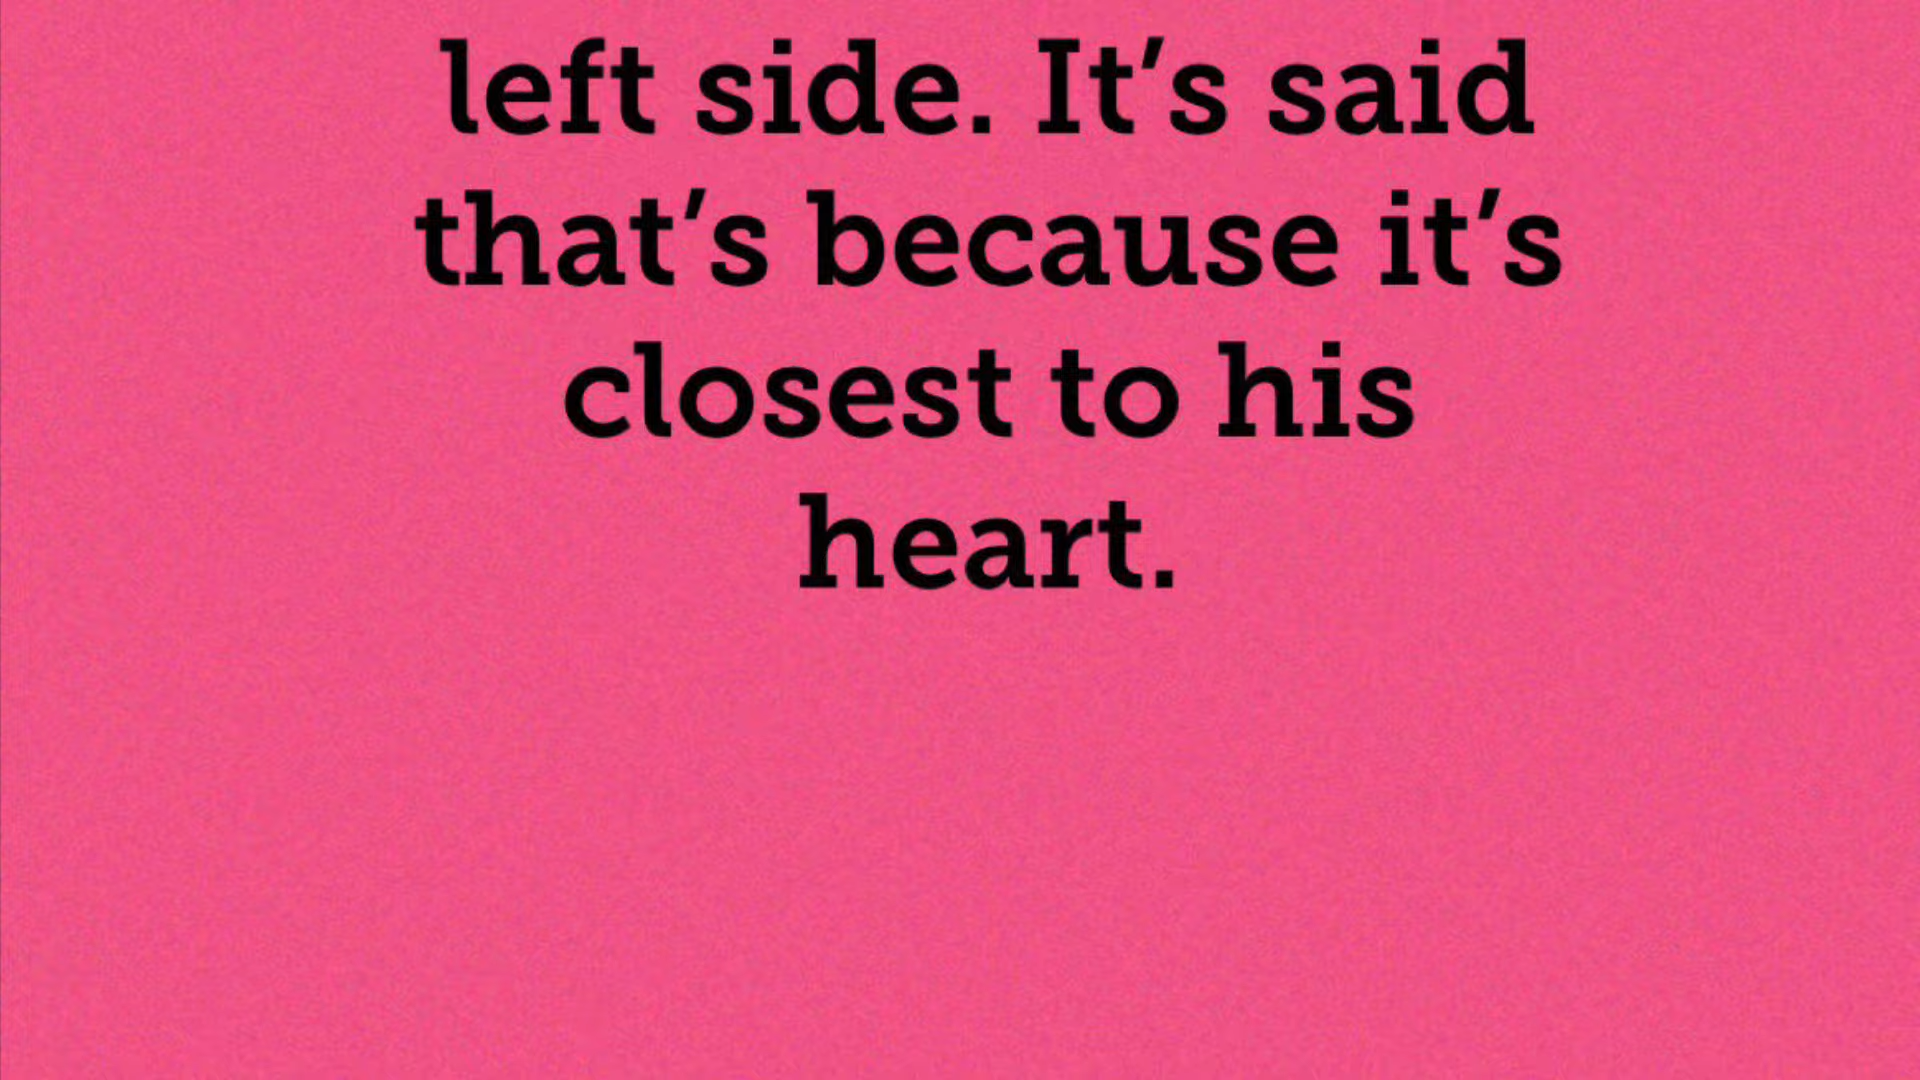 left side. It’s said
that’s because it’s
closest to his
heart.